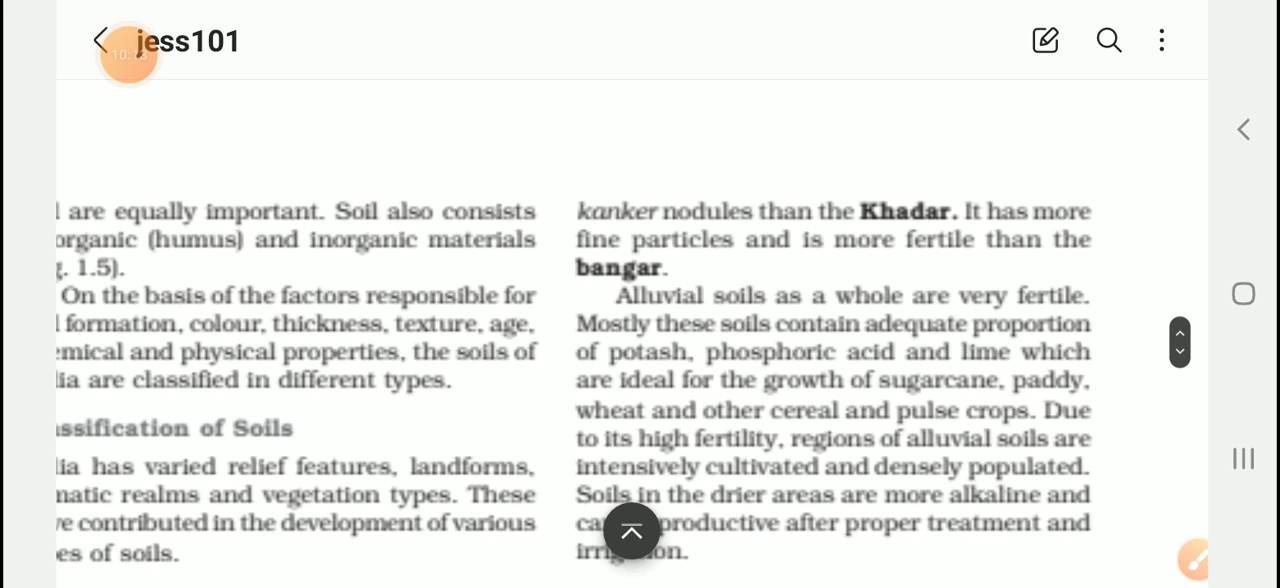 jess101
10:13
are equally important. Soil also consists
organic (humus) and inorganic materials
1.5).
On the basis of the factors responsible for
formation, colour, thickness, texture, age,
emical and physical properties, the soils of
lia are classified in different types.
assification of Soils
lia has varied relief features, landforms,
matic realms and vegetation types. These
ve contributed in the development of various
es of soils.
kanker nodules than the Khadar. It has more
fine particles and is more fertile than the
bangar.
Alluvial soils as a whole are very fertile.
Mostly these soils contain adequate proportion
of potash, phosphoric acid and lime which
are ideal for the growth of sugarcane, paddy,
wheat and other cereal and pulse crops. Due
to its high fertility, regions of alluvial soils are
intensively cultivated and densely populated.
Soils in the drier areas are more alkaline and
productive after proper treatment and